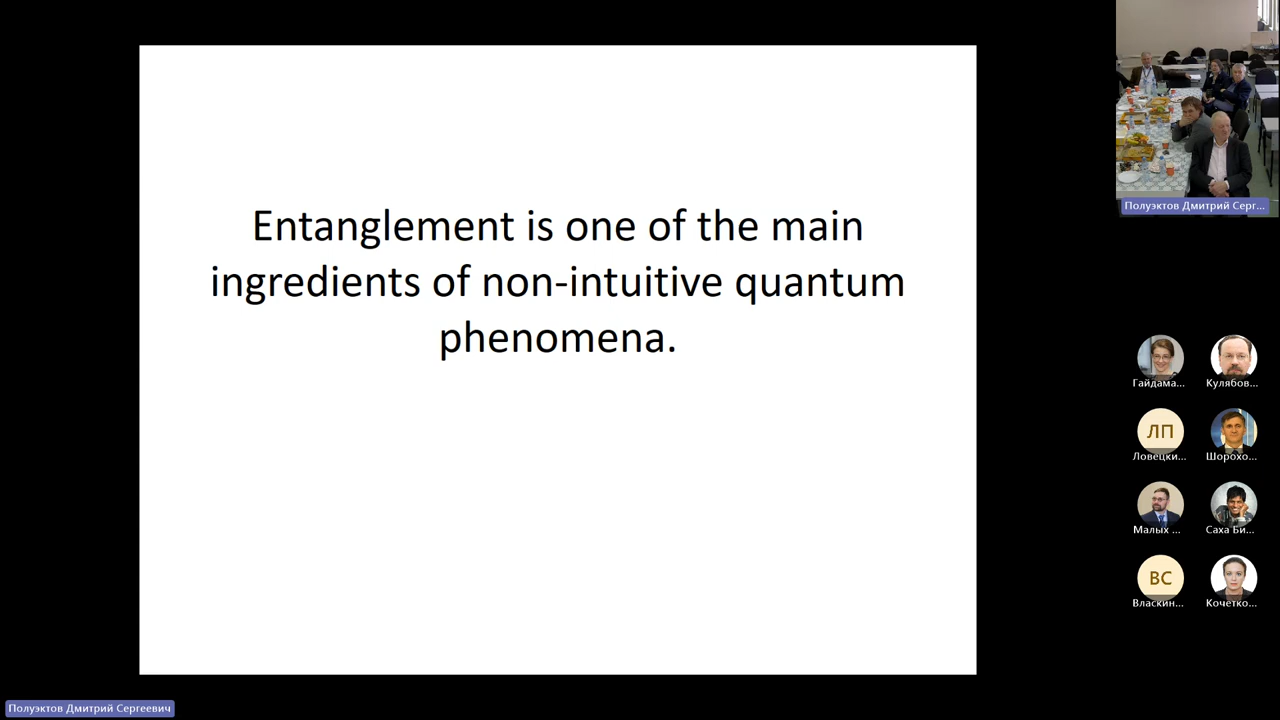 Entanglement is one of the main
ingredients of non-intuitive quantum
phenomena.
Полуэктов Дмитрий Серг...
Гайдама...
Кулябов...
ЛП
Ловецки...
Шорохо...
Малых ...
Саха Би...
ВС
Власкин...
Кочетко...
Полуэктов Дмитрий Сергеевич